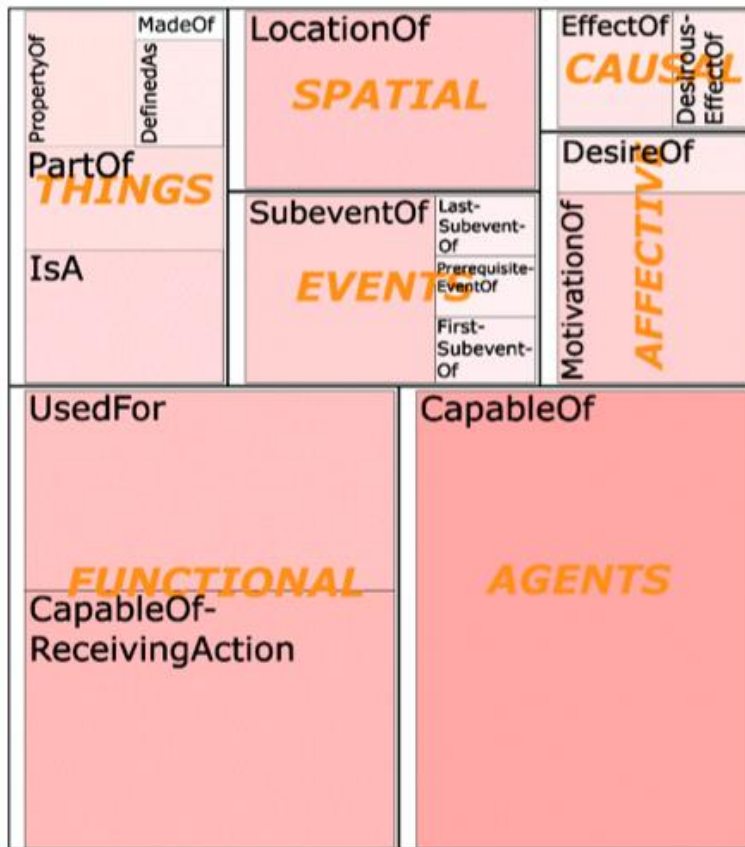 PropertyOf
MadeOf
DefinedAs
PartOf
THINGS
IsA
LocationOf
SPATIAL
SubeventOf
EVENTS
Last-
Subevent-
Of
Prerequisite-
EventOf
First-
Subevent-
Of
EffectOf
CAUSAL
Desirous-
EffectOf
DesireOf
MotivationOf
AFFECTIVE
UsedFor
FUNCTIONAL
CapableOf-
ReceivingAction
CapableOf
AGENTS